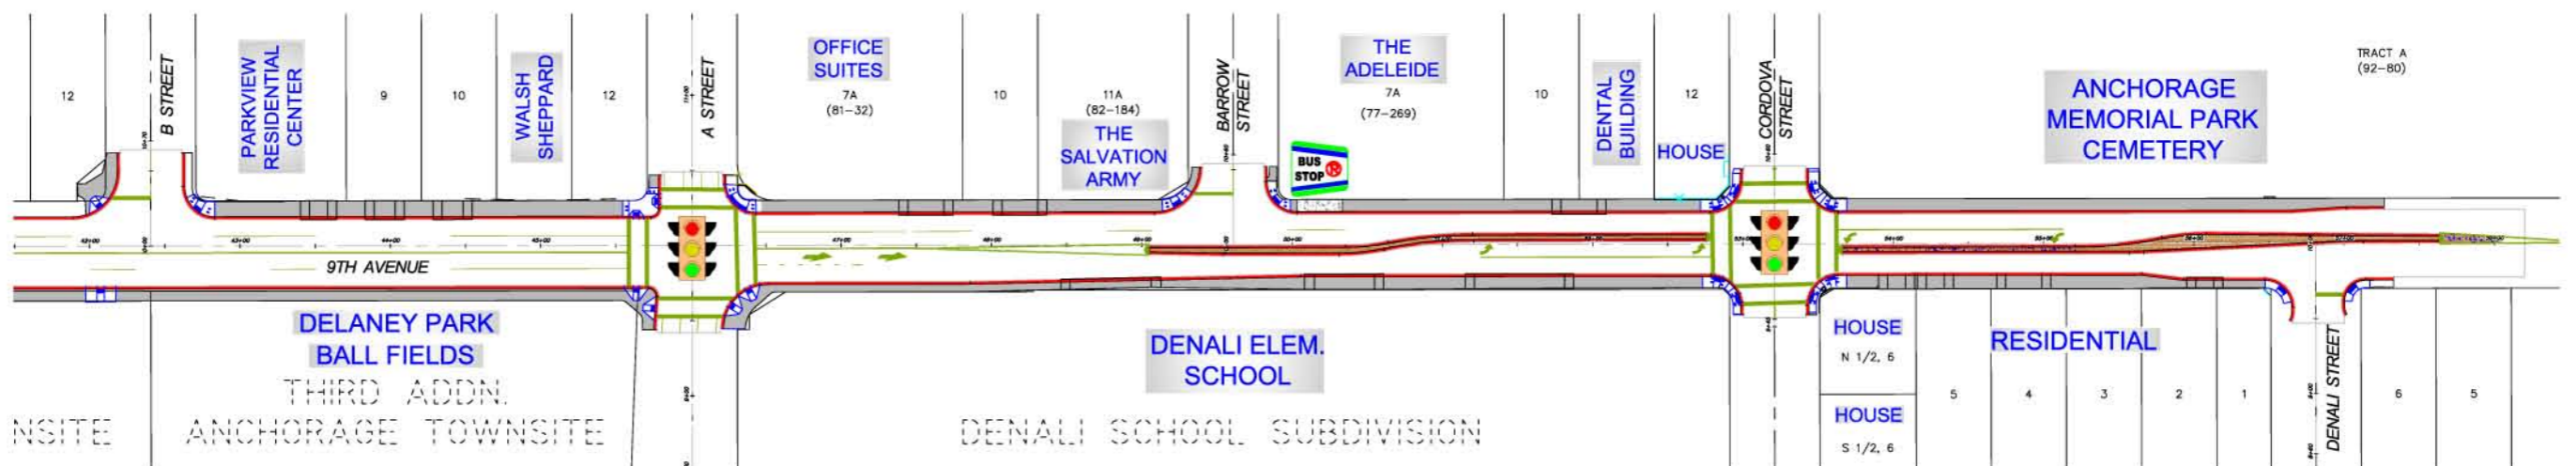 12
B STREET
PARKVIEW
RESIDENTIAL
CENTER
9
10
WALSH
SHEPPARD
12
A STREET
OFFICE
SUITES
7A
(81-32)
10
11A
(82-184)
THE
SALVATION
ARMY
BARROW
STREET
BUS
STOP
THE
ADELEIDE
7A
(77-269)
10
DENTAL
BUILDING
12
HOUSE
CORDOVA
STREET
ANCHORAGE
MEMORIAL PARK
CEMETERY
TRACT A
(92-80)
9TH AVENUE
DELANEY PARK
BALL FIELDS
THIRD ADDN.
NSITE
ANCHORAGE TOWNSITE
DENALI ELEM.
SCHOOL
DENALI SCHOOL SUBDIVISION
HOUSE
N 1/2, 6
HOUSE
S 1/2, 6
RESIDENTIAL
5
4
3
2
1
DENALI STREET
6
5